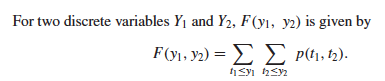 For two discrete variables Y₁ and Y₂, F(y₁, y₂) is given by
F(y₁, y₂) = ∑_{t₁≤y₁} ∑_{t₂≤y₂} p(t₁, t₂).